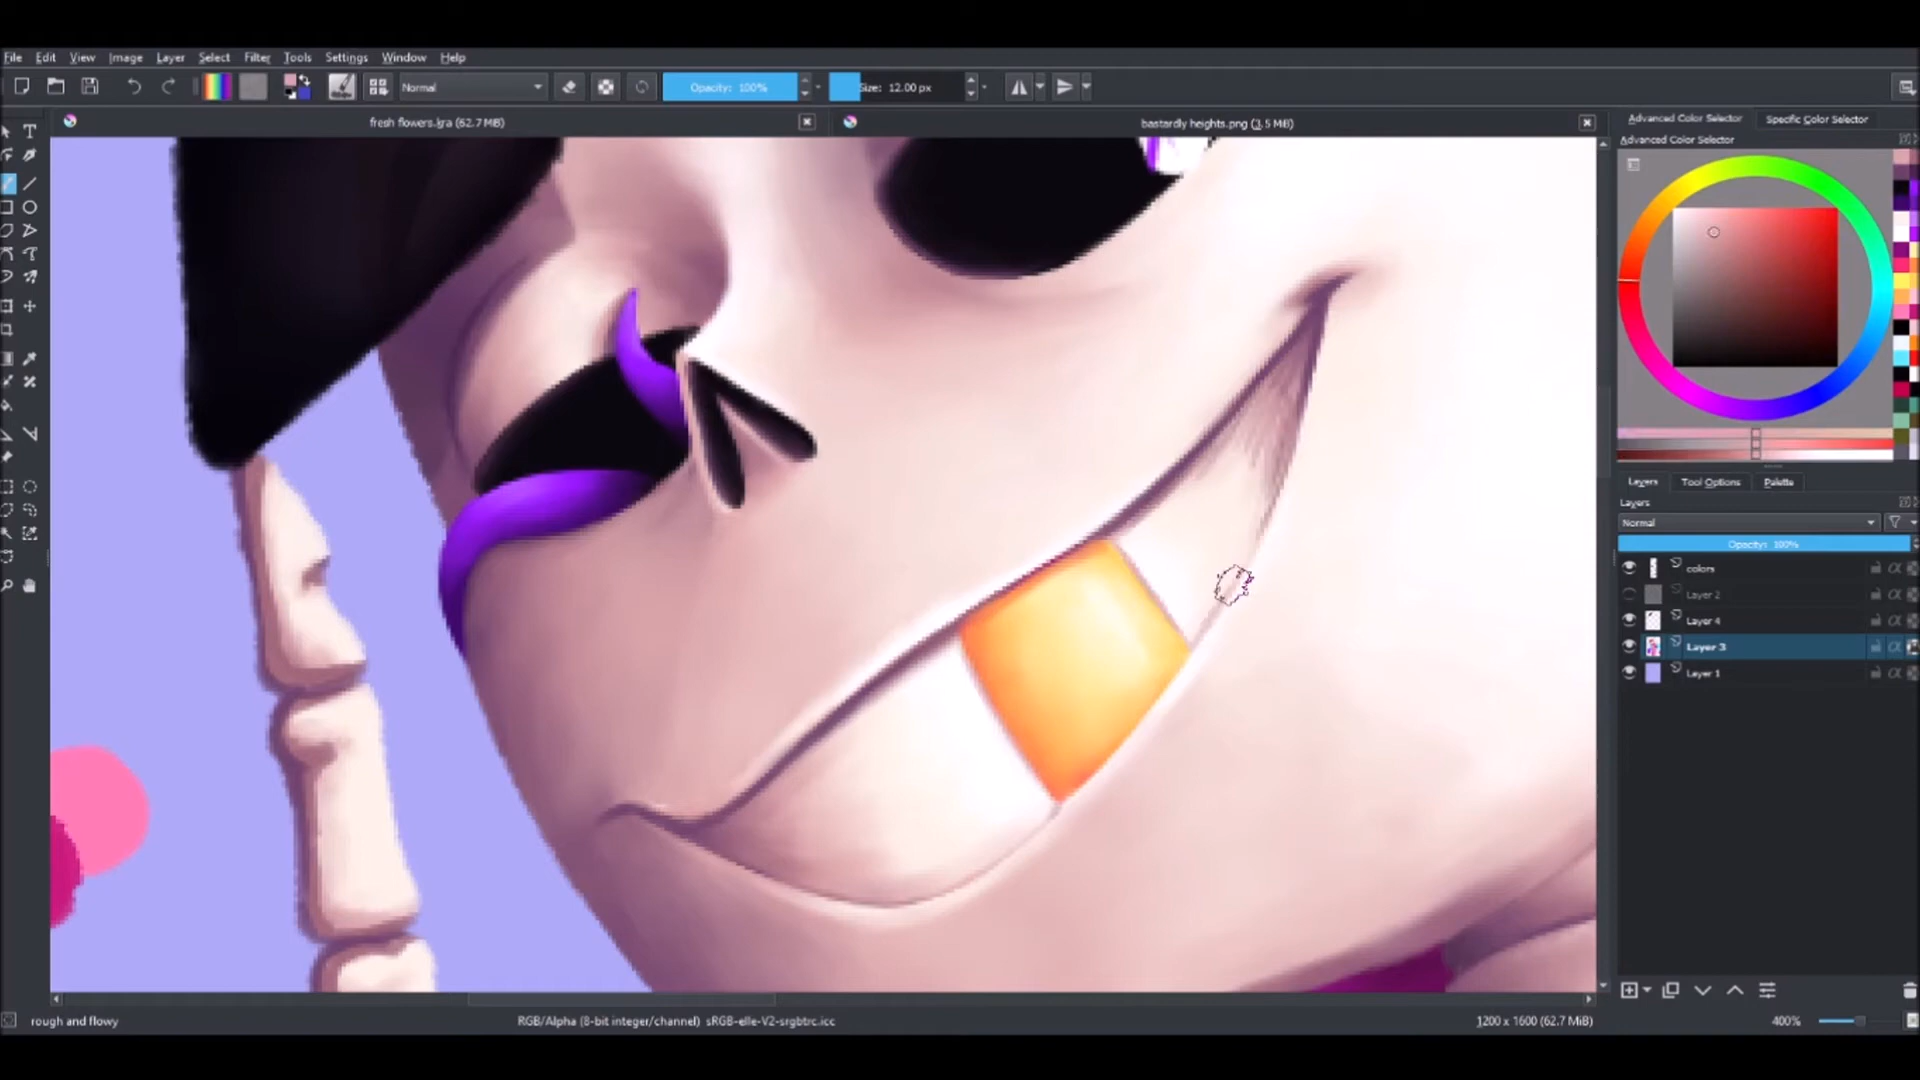 File Edit View Image Layer Select Filter Tools Settings Window Help
Normal Opacity: 100% Size: 12.00 px
fresh flowers.kra (62.7 MiB) bastardly heights.png (3.5 MiB)
Advanced Color Selector Specific Color Selector
Advanced Color Selector
Layers Tool Options Palette
Layers
Normal
Opacity: 100%
colors
Layer 2
Layer 4
Layer 3
Layer 1
rough and flowy RGB/Alpha (8-bit integer/channel) sRGB-elle-V2-srgbtrc.icc 1200 x 1600 (62.7 MiB) 400%